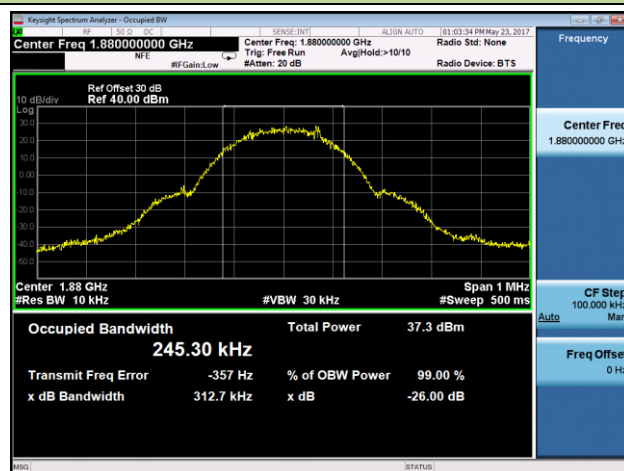 Keysight Spectrum Analyzer - Occupied BW
RF 50 Ω DC SENSE:INT ALIGN AUTO 01:03:34 PM May 23, 2017
Center Freq 1.880000000 GHz Center Freq: 1.880000000 GHz Radio Std: None
NFE Trig: Free Run Avg|Hold:>10/10
#IFGain:Low #Atten: 20 dB Radio Device: BTS
Frequency
Ref Offset 30 dB
10 dB/div Ref 40.00 dBm
Log
30.0
20.0
10.0
0.00
-10.0
-20.0
-30.0
-40.0
-50.0
Center 1.88 GHz Span 1 MHz
#Res BW 10 kHz #VBW 30 kHz #Sweep 500 ms
Center Freq
1.880000000 GHz
CF Step
100.000 kHz
Auto Man
Freq Offset
0 Hz
Occupied Bandwidth Total Power 37.3 dBm
245.30 kHz
Transmit Freq Error -357 Hz % of OBW Power 99.00 %
x dB Bandwidth 312.7 kHz x dB -26.00 dB
MSG STATUS